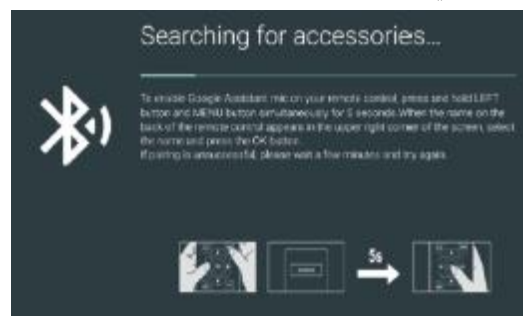 Searching for accessories...
To enable Google Assistant mic on your remote control, press and hold LEFT
button and MENU button simultaneously for 5 seconds. When the name on the
back of the remote control appears in the upper right corner of the screen, select
the name and press the OK button.
If pairing is unsuccessful, please wait a few minutes and try again.
5s